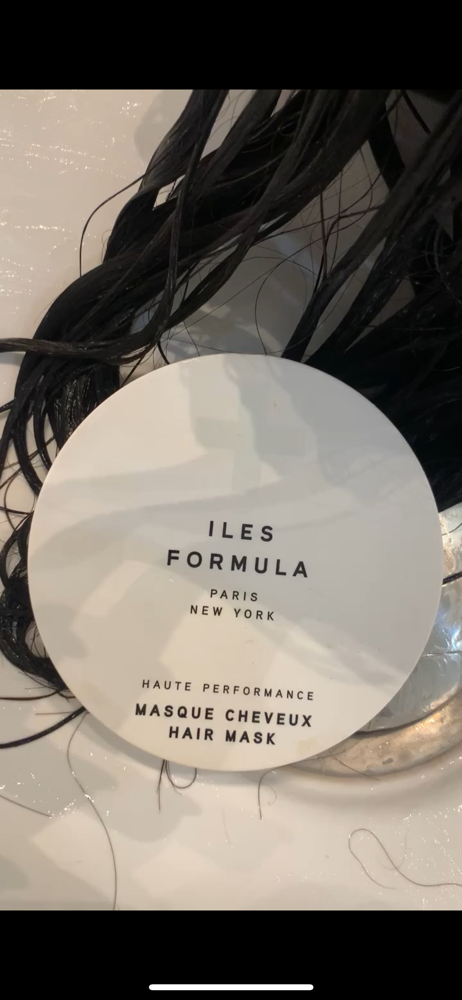 ILES
FORMULA
PARIS
NEW YORK
HAUTE PERFORMANCE
MASQUE CHEVEUX
HAIR MASK